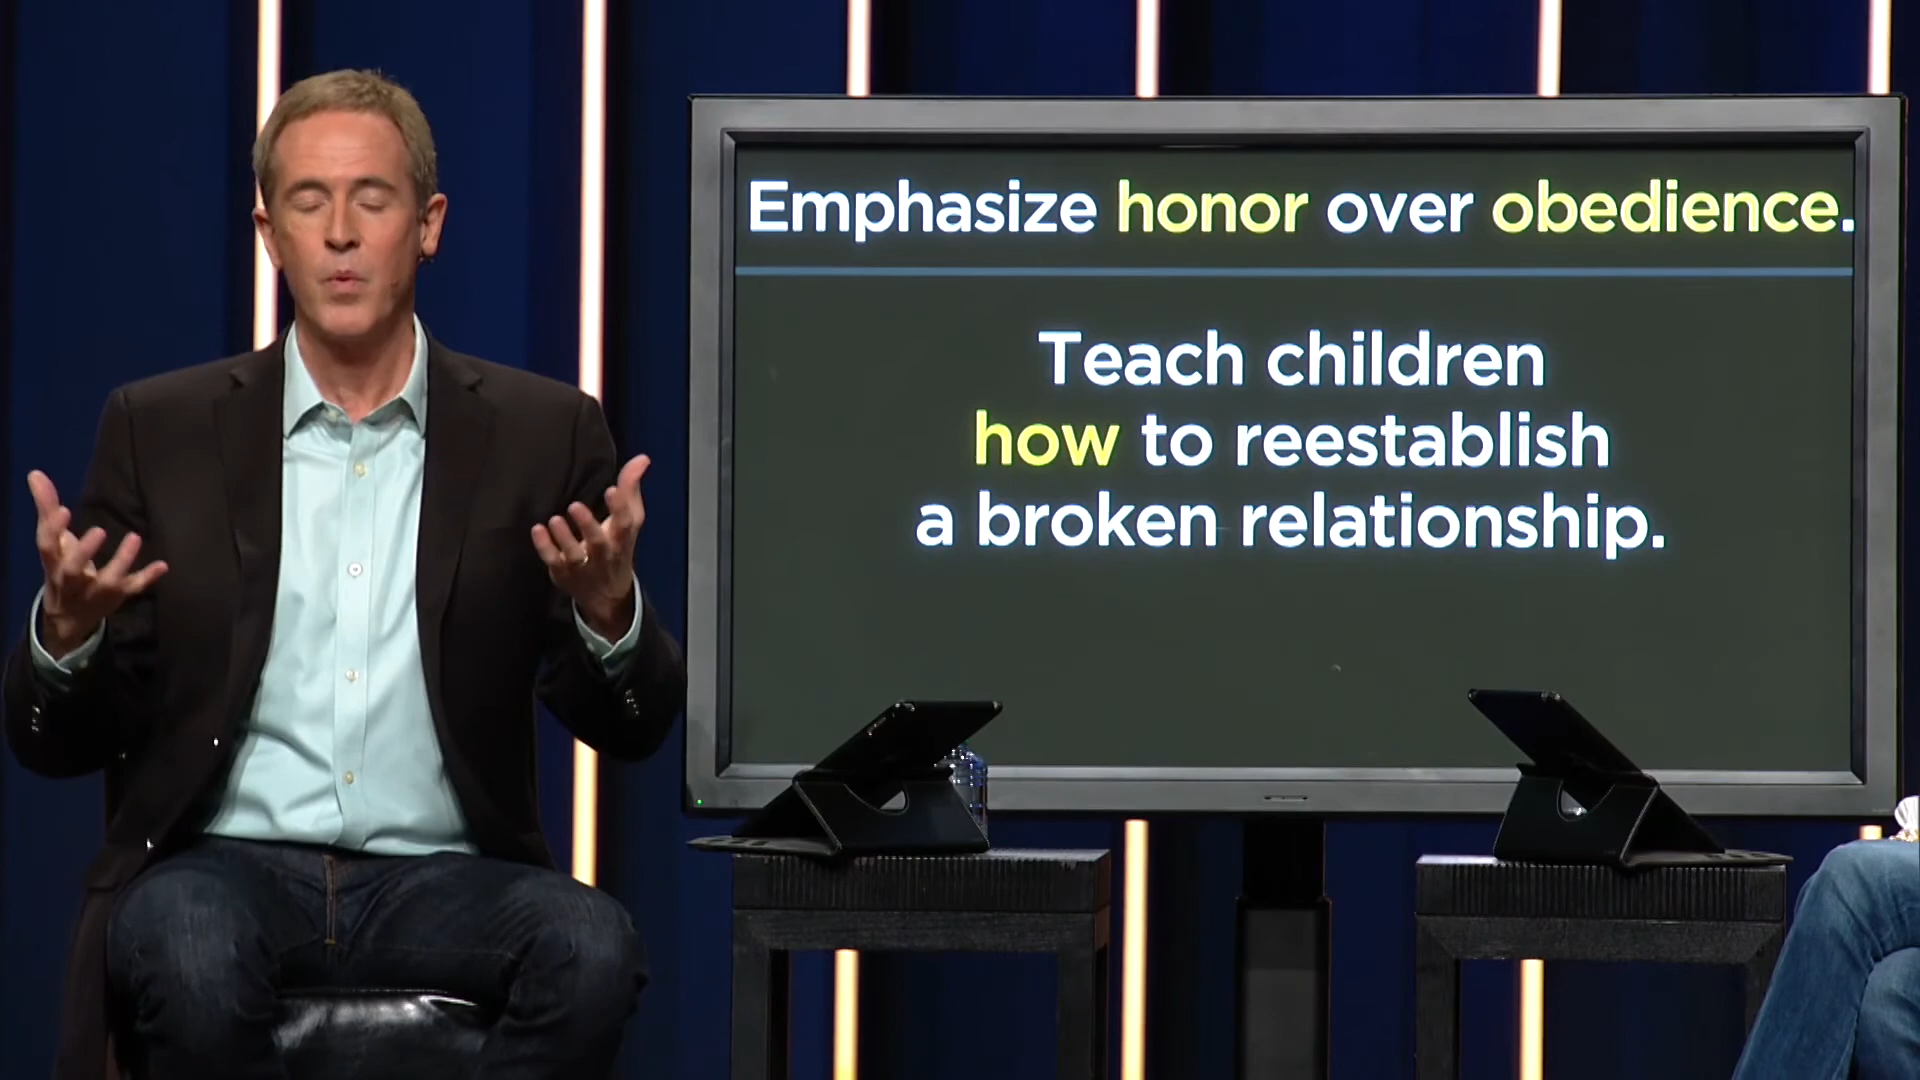 Emphasize honor over obedience.
Teach children
how to reestablish
a broken relationship.